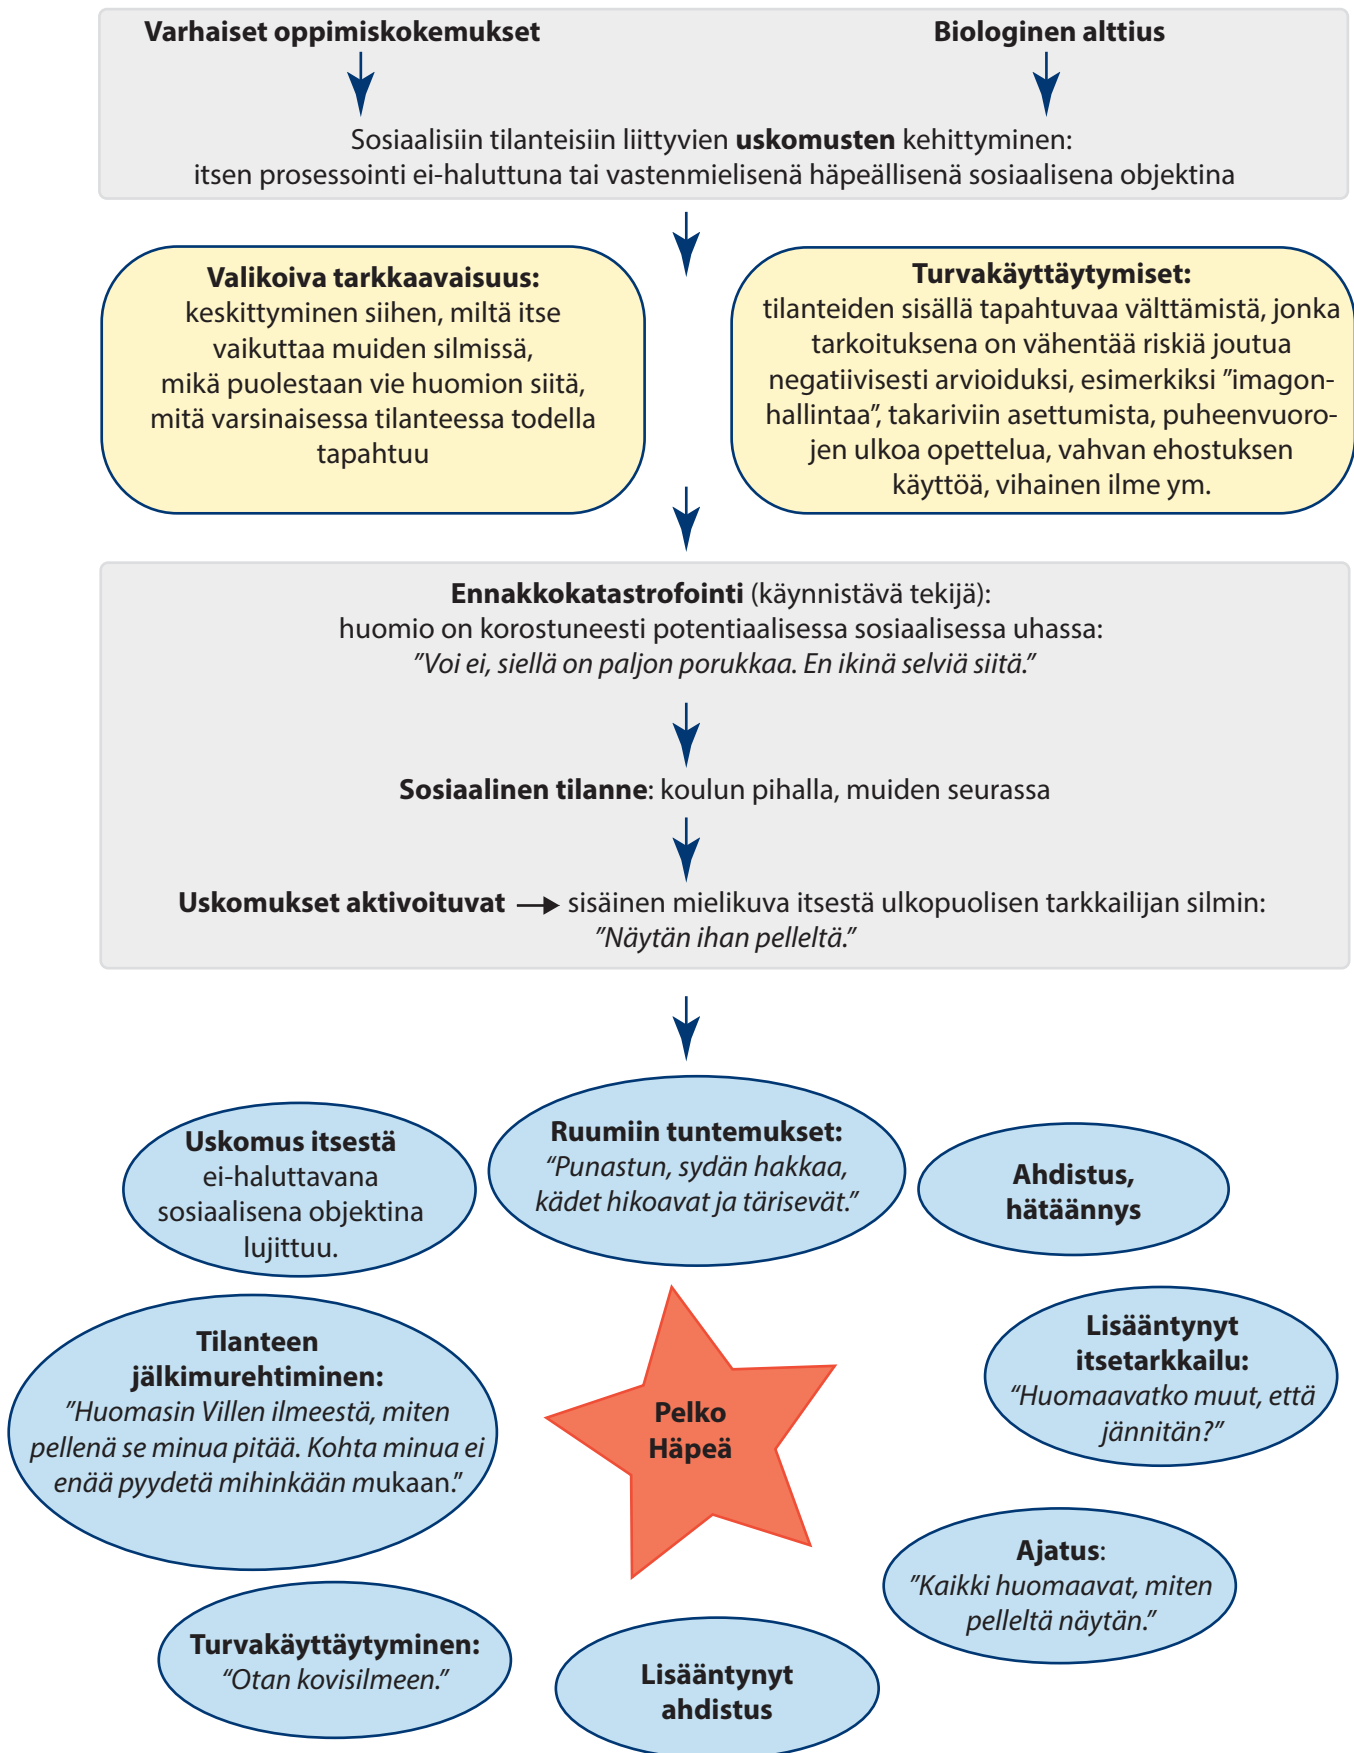 Varhaiset oppimiskokemukset
Biologinen alttius
Sosiaalisiin tilanteisiin liittyvien uskomusten kehittyminen:
itsen prosessointi ei-haluttuna tai vastenmielisenä häpeällisenä sosiaalisena objektina
Valikoiva tarkkaavaisuus:
keskittyminen siihen, miltä itse
vaikuttaa muiden silmissä,
mikä puolestaan vie huomion siitä,
mitä varsinaisessa tilanteessa todella
tapahtuu
Turvakäyttäytymiset:
tilanteiden sisällä tapahtuvaa välttämistä, jonka
tarkoituksena on vähentää riskiä joutua
negatiivisesti arvioiduksi, esimerkiksi ”imagon-
hallintaa”, takariviin asettumista, puheenvuoro-
jen ulkoa opettelua, vahvan ehostuksen
käyttöä, vihainen ilme ym.
Ennakkokatastrofointi (käynnistävä tekijä):
huomio on korostuneesti potentiaalisessa sosiaalisessa uhassa:
”Voi ei, siellä on paljon porukkaa. En ikinä selviä siitä.”
Sosiaalinen tilanne: koulun pihalla, muiden seurassa
Uskomukset aktivoituvat → sisäinen mielikuva itsestä ulkopuolisen tarkkailijan silmin:
”Näytän ihan pelleltä.”
Uskomus itsestä
ei-haluttavana
sosiaalisena objektina
lujittuu.
Ruumiin tuntemukset:
“Punastun, sydän hakkaa,
kädet hikoavat ja tärisevät.”
Ahdistus,
hätäännys
Tilanteen
jälkimurehtiminen:
”Huomasin Villen ilmeestä, miten
pellenä se minua pitää. Kohta minua ei
enää pyydetä mihinkään mukaan.”
Pelko
Häpeä
Lisääntynyt
itsetarkkailu:
“Huomaavatko muut, että
jännitän?”
Ajatus:
”Kaikki huomaavat, miten
pelleltä näytän.”
Turvakäyttäytyminen:
“Otan kovisilmeen.”
Lisääntynyt
ahdistus